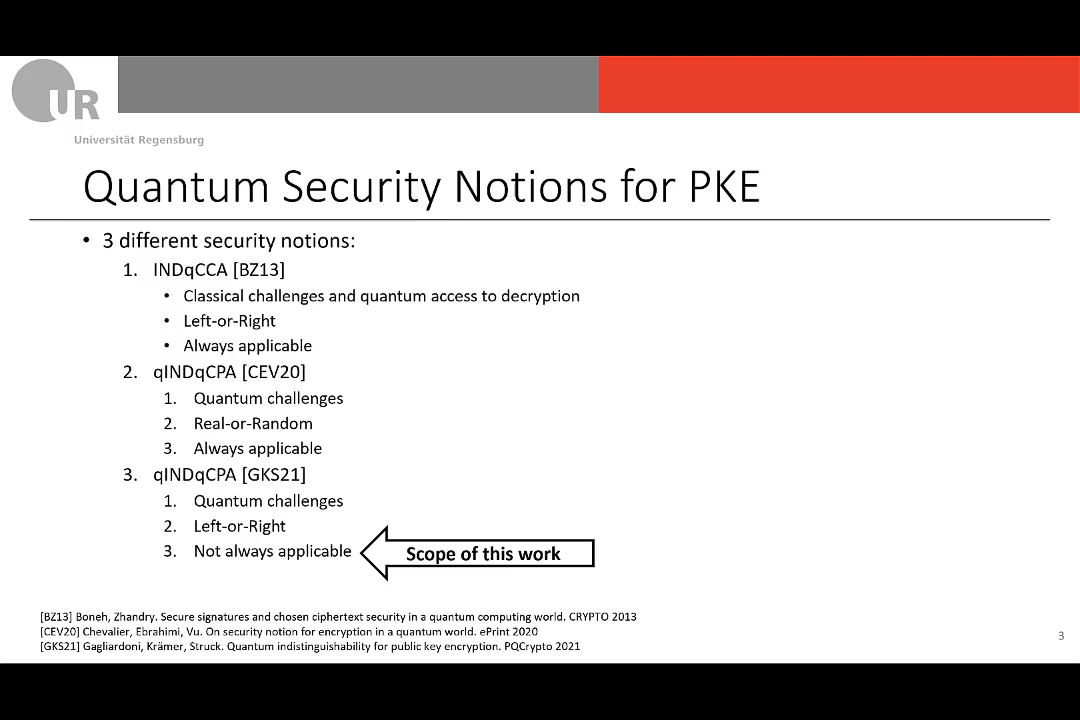 UR
Universität Regensburg
Quantum Security Notions for PKE
• 3 different security notions:
1. INDqCCA [BZ13]
• Classical challenges and quantum access to decryption
• Left-or-Right
• Always applicable
2. qINDqCPA [CEV20]
1. Quantum challenges
2. Real-or-Random
3. Always applicable
3. qINDqCPA [GKS21]
1. Quantum challenges
2. Left-or-Right
3. Not always applicable
Scope of this work
[BZ13] Boneh, Zhandry. Secure signatures and chosen ciphertext security in a quantum computing world. CRYPTO 2013
[CEV20] Chevalier, Ebrahimi, Vu. On security notion for encryption in a quantum world. ePrint 2020
[GKS21] Gagliardoni, Krämer, Struck. Quantum indistinguishability for public key encryption. PQCrypto 2021
3